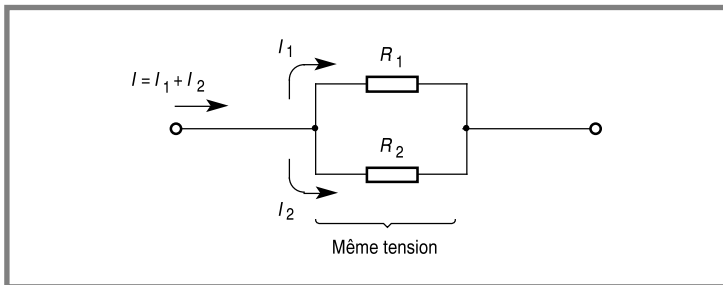 I1
R1
I = I1 + I2
R2
I2
Même tension